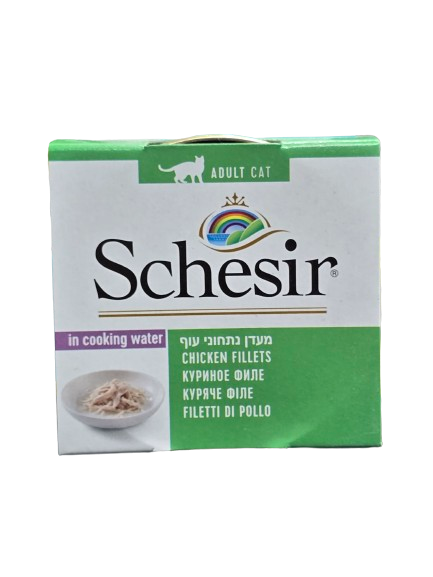 ADULT CAT
Schesir®
in cooking water
מעדן נתחוני עוף
CHICKEN FILLETS
КУРИНОЕ ФИЛЕ
КУРЯЧЕ ФІЛЕ
FILETTI DI POLLO